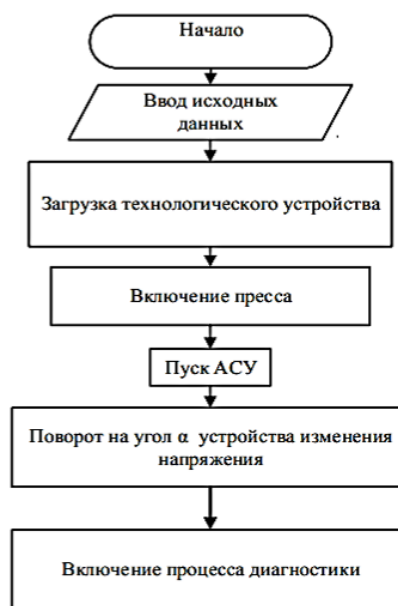 Начало
Ввод исходных
данных
Загрузка технологического устройства
Включение пресса
Пуск АСУ
Поворот на угол α устройства изменения
напряжения
Включение процесса диагностики